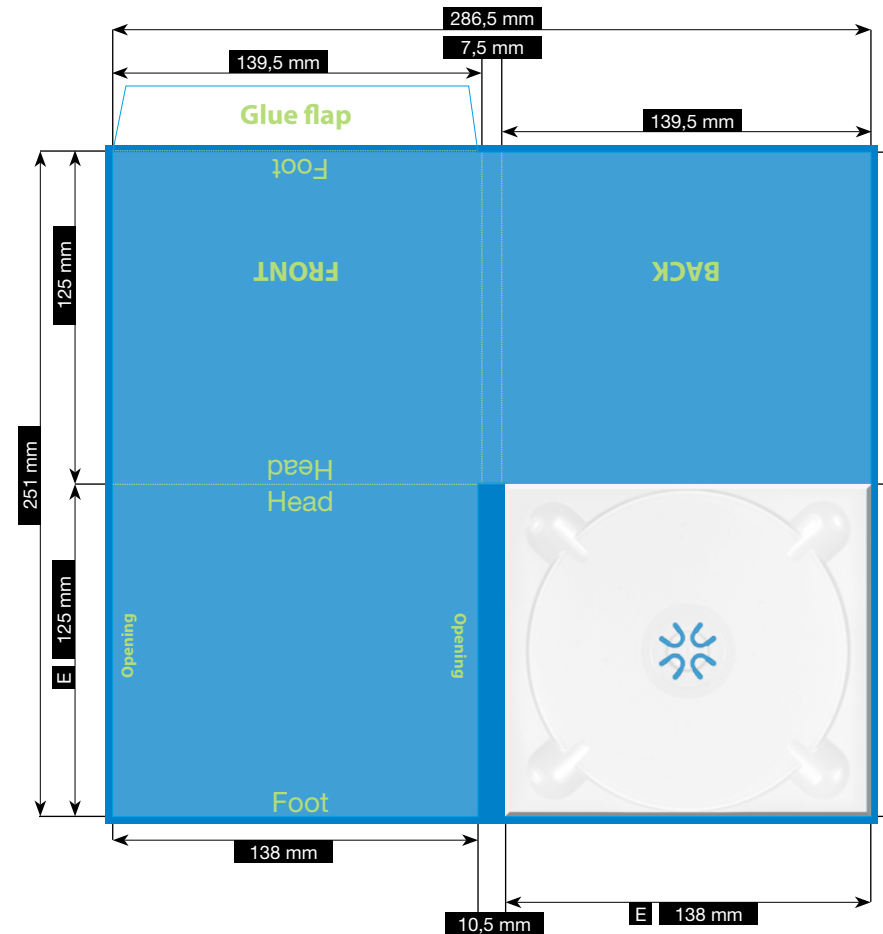 286,5 mm
7,5 mm
139,5 mm
Glue flap
139,5 mm
Foot
FRONT
BACK
125 mm
Head
251 mm
Head
125 mm
E
Opening
Opening
Foot
138 mm
10,5 mm
E 138 mm